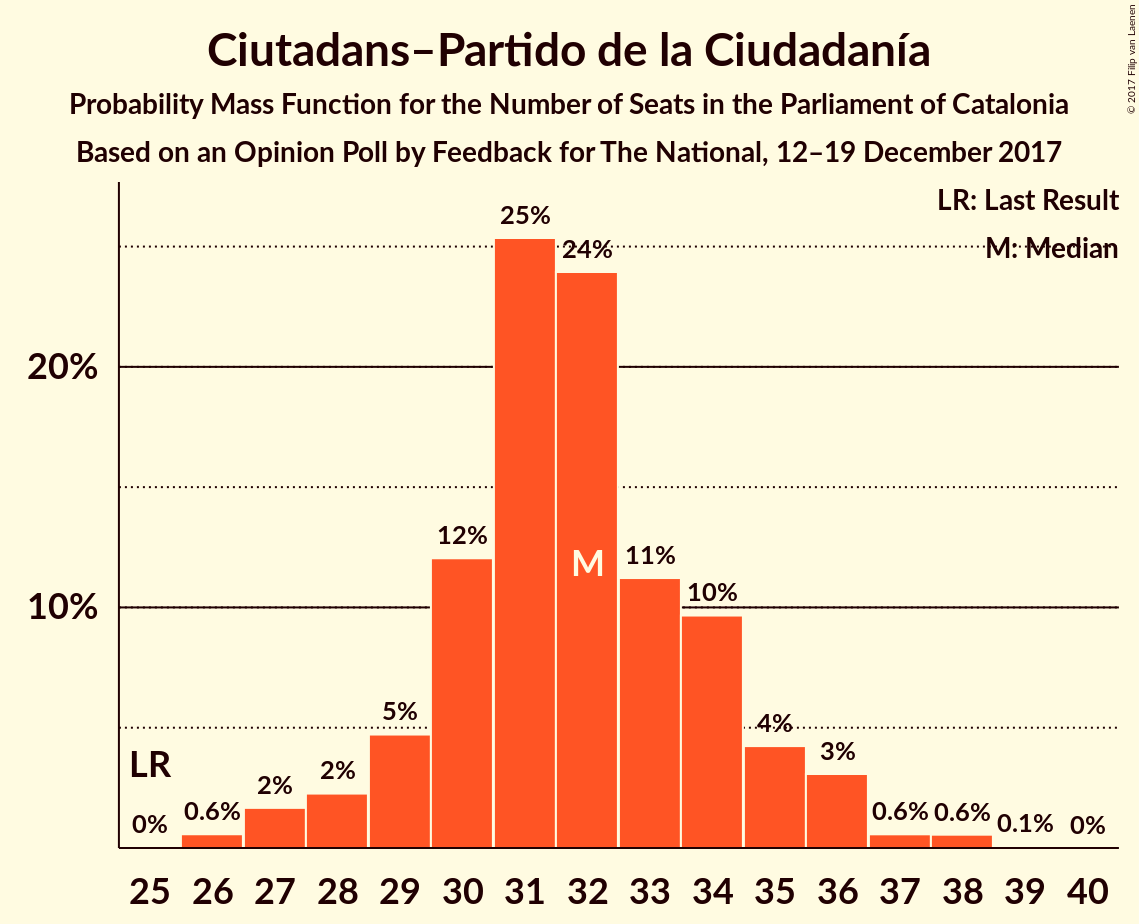 Ciutadans–Partido de la Ciudadanía
Probability Mass Function for the Number of Seats in the Parliament of Catalonia
Based on an Opinion Poll by Feedback for The National, 12–19 December 2017
© 2017 Filip van Laenen
LR: Last Result
M: Median
20%
10%
LR
0%
0.6%
2%
2%
5%
12%
25%
24%
M
11%
10%
4%
3%
0.6%
0.6%
0.1%
0%
25 26 27 28 29 30 31 32 33 34 35 36 37 38 39 40